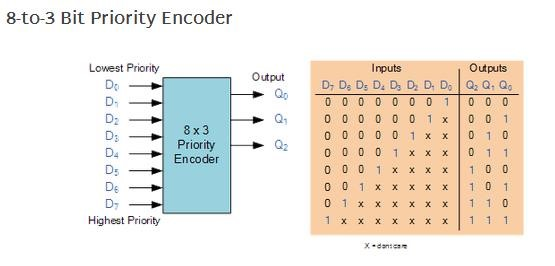 8-to-3 Bit Priority Encoder
Lowest Priority
D₀
D₁
D₂
D₃
D₄
D₅
D₆
D₇
Highest Priority
8 x 3
Priority
Encoder
Output
Q₀
Q₁
Q₂
Inputs Outputs
D₇ D₆ D₅ D₄ D₃ D₂ D₁ D₀ Q₂ Q₁ Q₀
0 0 0 0 0 0 0 1 0 0 0
0 0 0 0 0 0 1 x 0 0 1
0 0 0 0 0 1 x x 0 1 0
0 0 0 0 1 x x x 0 1 1
0 0 0 1 x x x x 1 0 0
0 0 1 x x x x x 1 0 1
0 1 x x x x x x 1 1 0
1 x x x x x x x 1 1 1
X = dont care